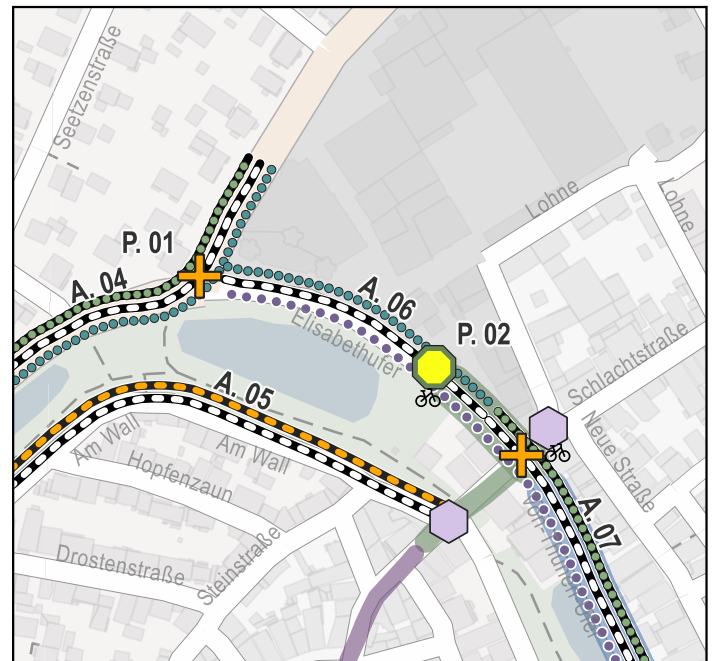 Seetzenstraße
P. 01
A. 04
A. 06
Elisabethufer
P. 02
Lohne
Lohne
Schlachtstraße
Neue Straße
A. 05
Am Wall
Am Wall
Hopfenzaun
Drostenstraße
Steinstraße
A. 07